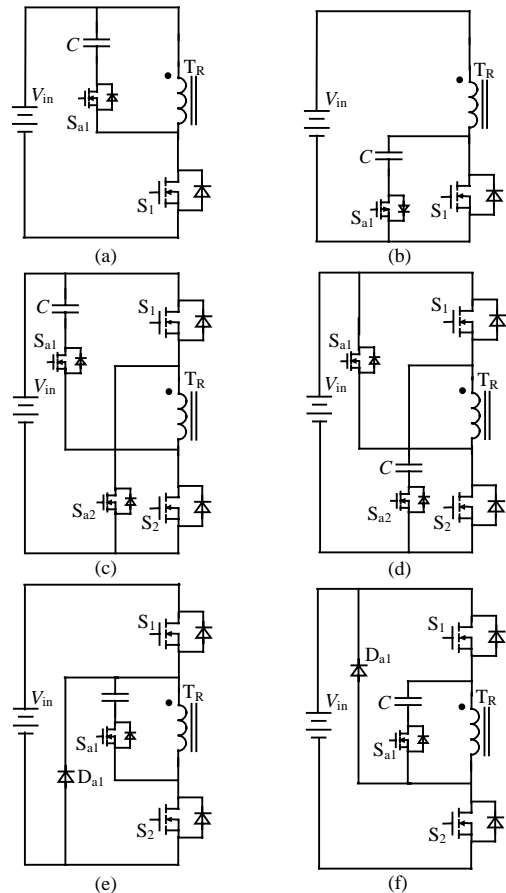 C
T_R
V_in
S_a1
S_1
(a)
T_R
V_in
C
S_a1
S_1
(b)
C
S_1
S_a1
V_in
T_R
S_a2
S_2
(c)
S_1
S_a1
V_in
T_R
C
S_a2
S_2
(d)
S_1
V_in
T_R
S_a1
D_a1
S_2
(e)
S_1
D_a1
V_in
T_R
C
S_a1
S_2
(f)